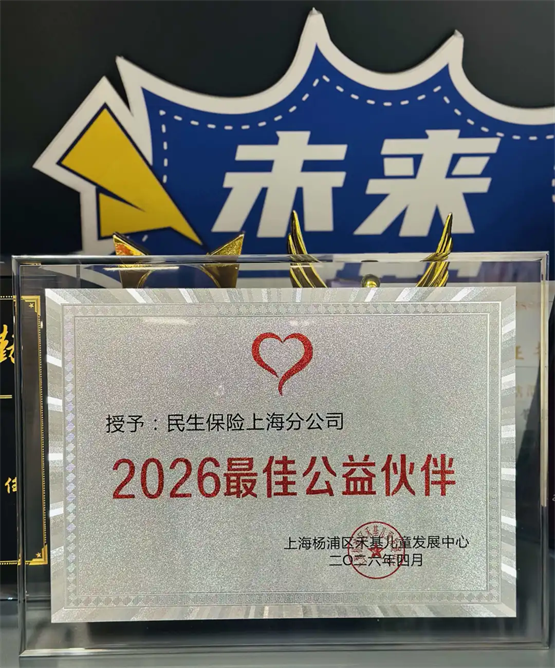 未来
授予：民生保险上海分公司
2026最佳公益伙伴
上海杨浦区禾基儿童发展中心
二〇二六年四月